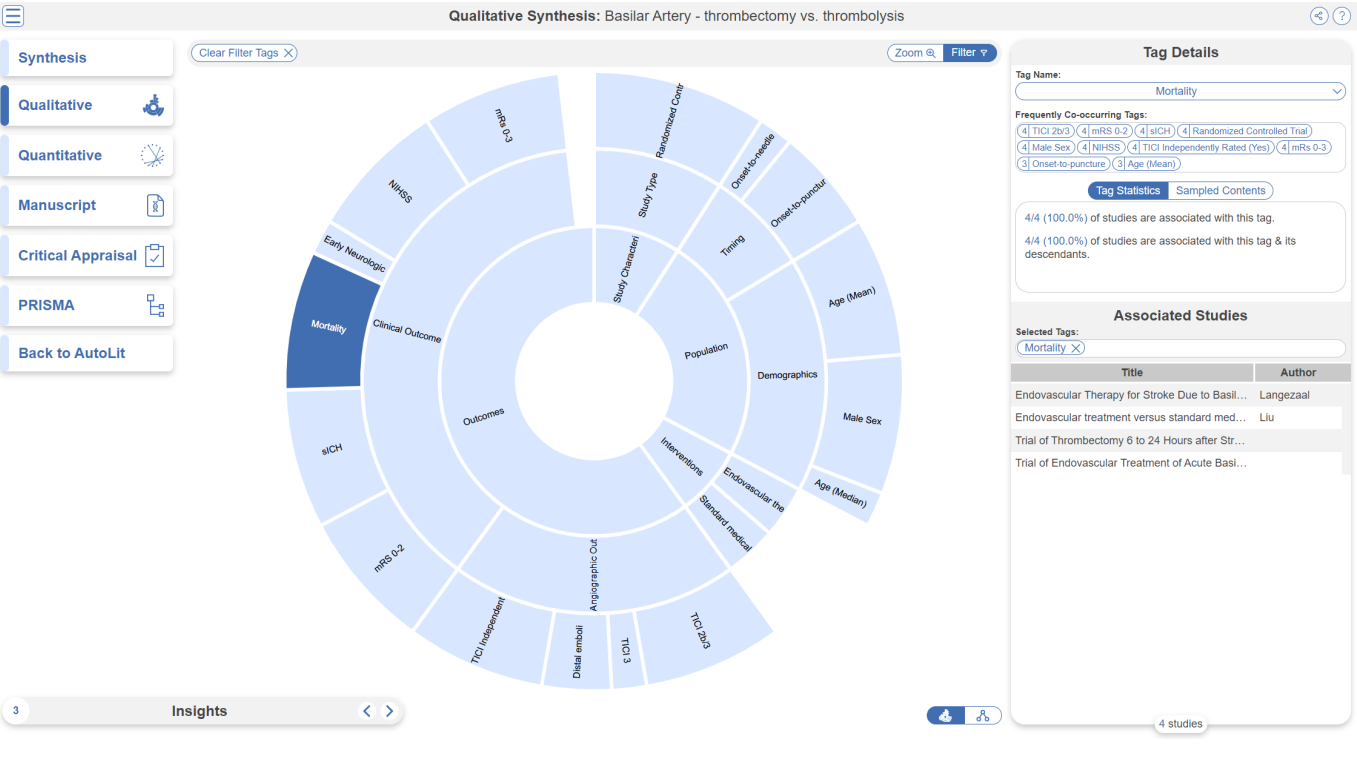 Qualitative Synthesis: Basilar Artery - thrombectomy vs. thrombolysis
?
Synthesis
Qualitative
Quantitative
Manuscript
Critical Appraisal
PRISMA
Back to AutoLit
Clear Filter Tags
Zoom
Filter
mRs 0-3
Randomized Contr
Onset-to-needle
Onset-to-punctur
NIHSS
Study Type
Timing
Early Neurologic
Study Characteri
Age (Mean)
Mortality
Clinical Outcome
Population
Demographics
Outcomes
Male Sex
sICH
Interventions
Endovascular the
Age (Median)
Standard medical
mRS 0-2
Angiographic Out
TICI Independent
Distal emboli
TICI 3
TICI 2b/3
3
Insights
Tag Details
Tag Name:
Mortality
Frequently Co-occurring Tags:
4 TICI 2b/3 4 mRS 0-2 4 sICH 4 Randomized Controlled Trial
4 Male Sex 4 NIHSS 4 TICI Independently Rated (Yes) 4 mRs 0-3
3 Onset-to-puncture 3 Age (Mean)
Tag Statistics Sampled Contents
4/4 (100.0%) of studies are associated with this tag.
4/4 (100.0%) of studies are associated with this tag & its
descendants.
Associated Studies
Selected Tags:
Mortality
Title Author
Endovascular Therapy for Stroke Due to Basil... Langezaal
Endovascular treatment versus standard med... Liu
Trial of Thrombectomy 6 to 24 Hours after Str...
Trial of Endovascular Treatment of Acute Basi...
4 studies